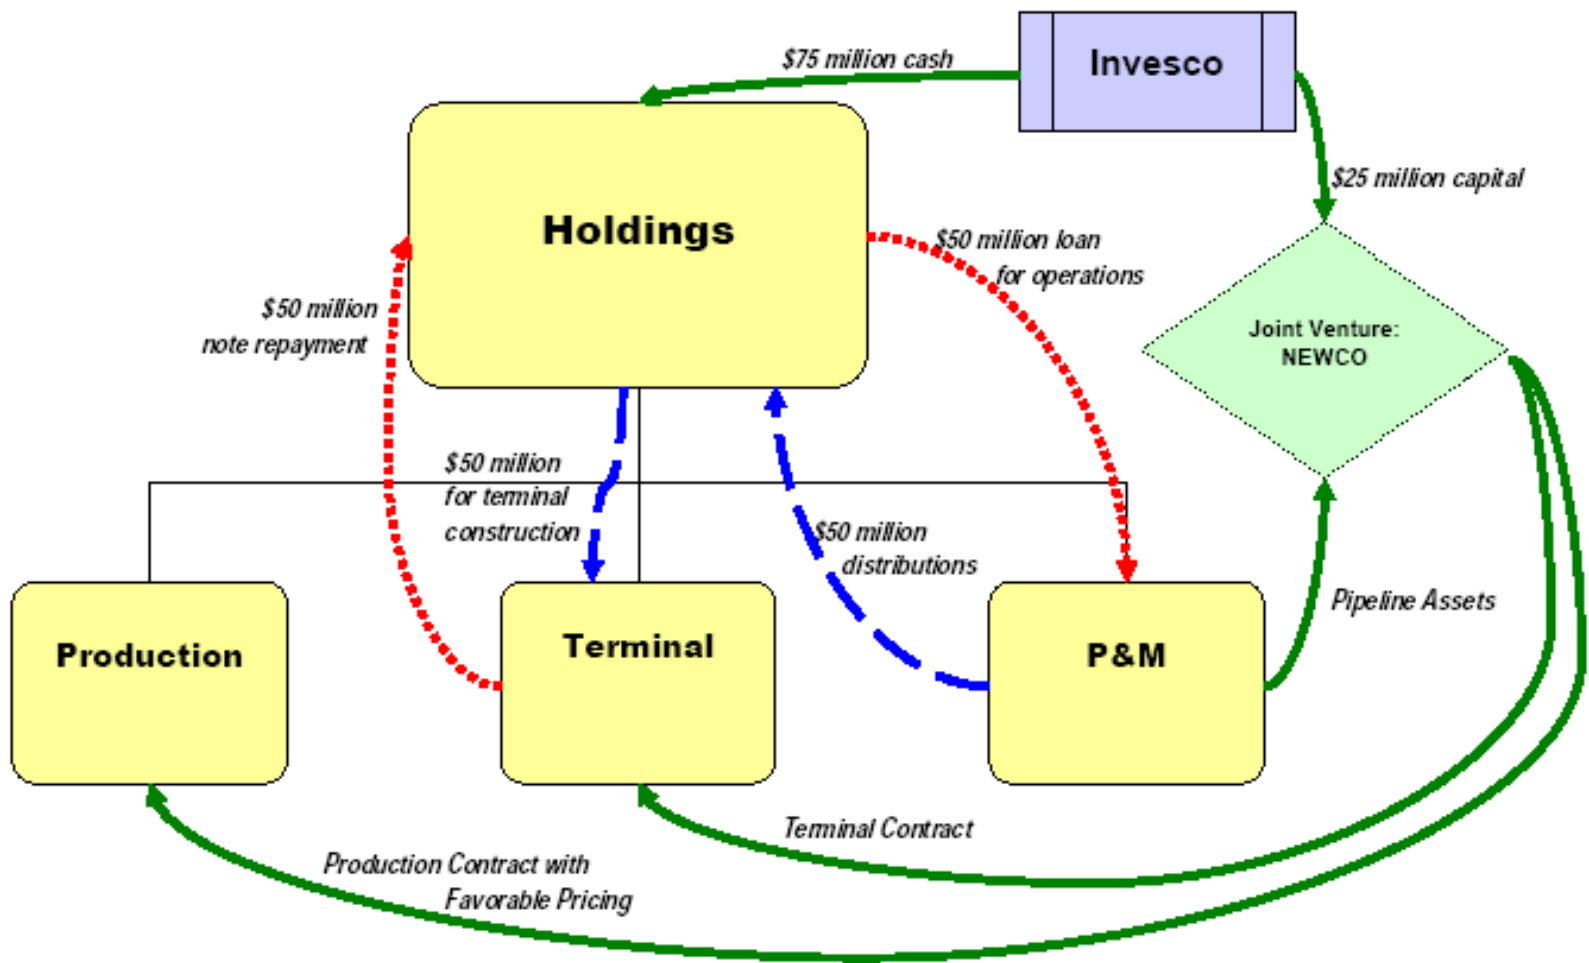 $75 million cash
Invesco
$25 million capital
Holdings
$50 million loan
for operations
$50 million
note repayment
Joint Venture:
NEWCO
$50 million
for terminal
construction
$50 million
distributions
Pipeline Assets
Production
Terminal
P&M
Terminal Contract
Production Contract with
Favorable Pricing